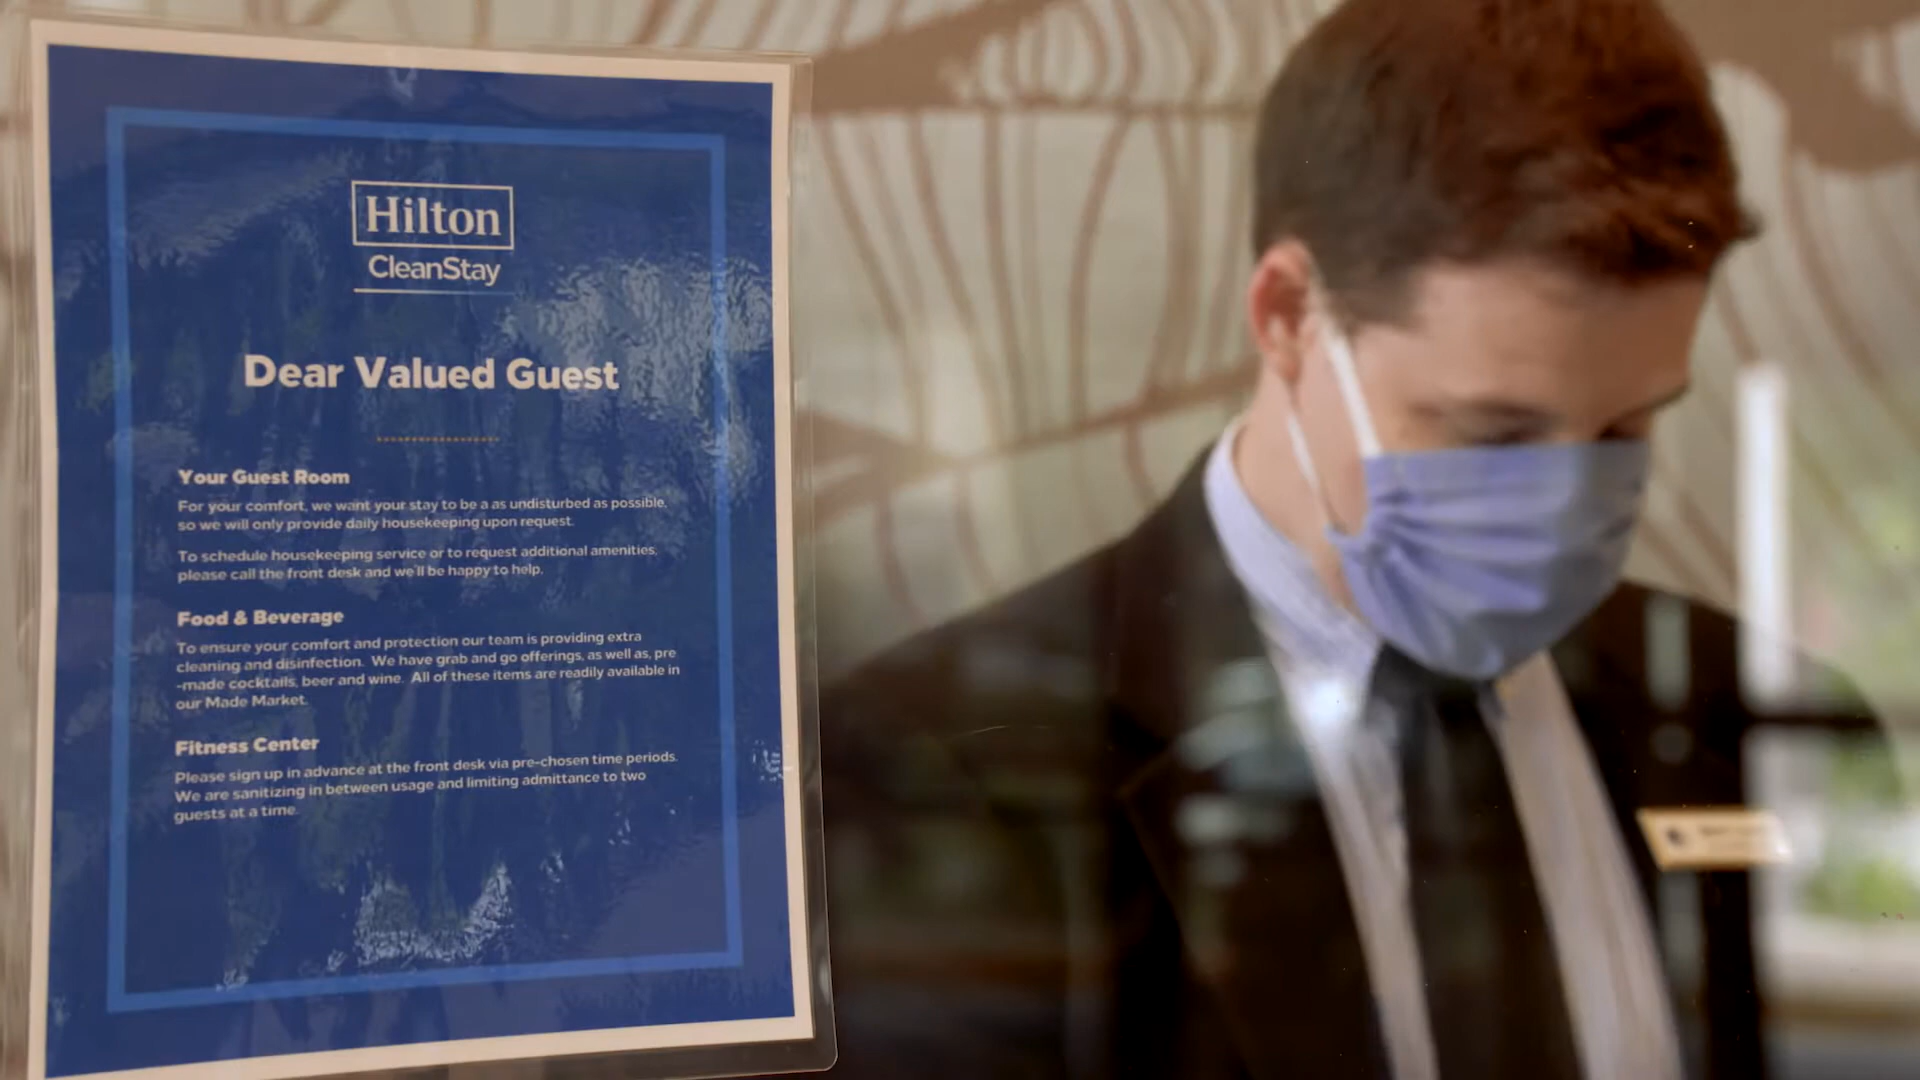 Hilton
CleanStay
Dear Valued Guest
Your Guest Room
For your comfort, we want your stay to be a as undisturbed as possible,
so we will only provide daily housekeeping upon request.
To schedule housekeeping service or to request additional amenities,
please call the front desk and we'll be happy to help.
Food & Beverage
To ensure your comfort and protection our team is providing extra
cleaning and disinfection. We have grab and go offerings, as well as, pre
-made cocktails, beer and wine. All of these items are readily available in
our Made Market.
Fitness Center
Please sign up in advance at the front desk via pre-chosen time periods.
We are sanitizing in between usage and limiting admittance to two
guests at a time.